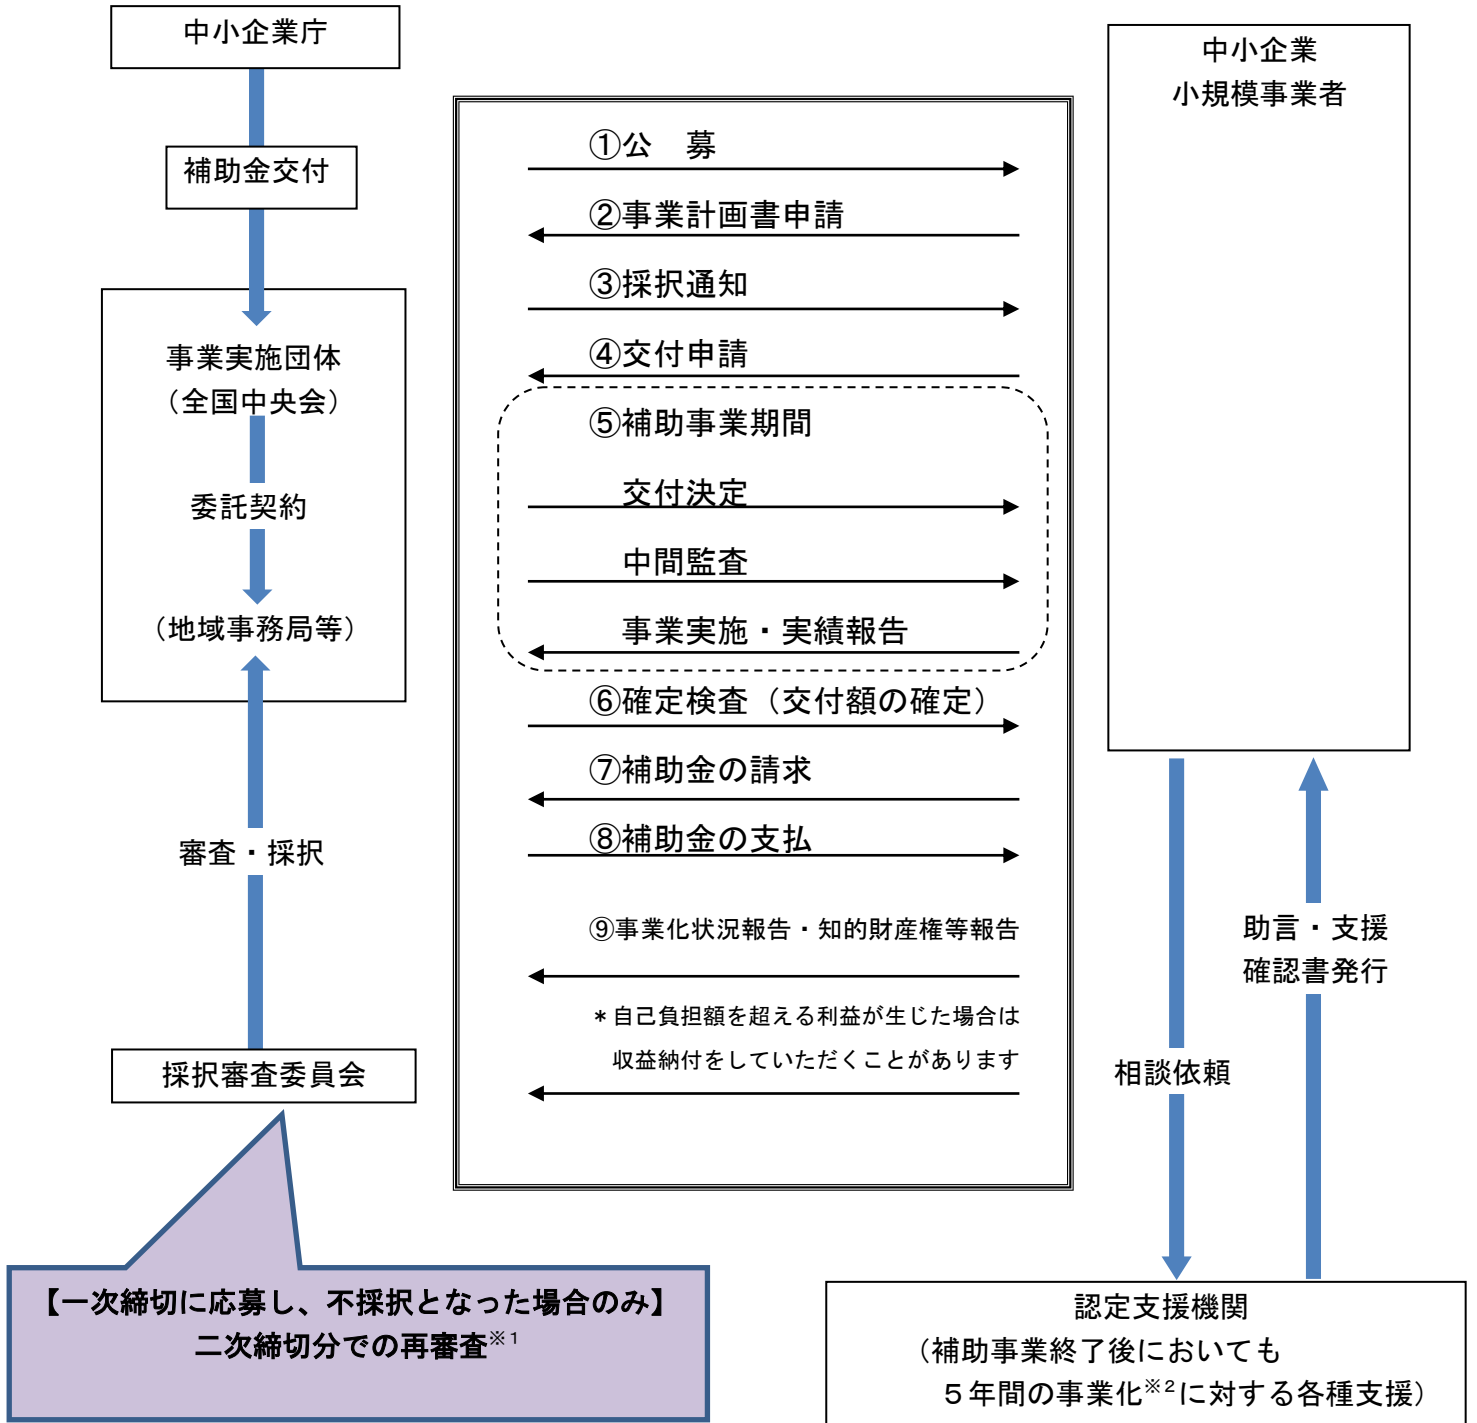 中小企業庁
補助金交付
事業実施団体
（全国中央会）
委託契約
（地域事務局等）
審査・採択
採択審査委員会
【一次締切に応募し、不採択となった場合のみ】
二次締切分での再審査※1
①公　募
②事業計画書申請
③採択通知
④交付申請
⑤補助事業期間
交付決定
中間監査
事業実施・実績報告
⑥確定検査（交付額の確定）
⑦補助金の請求
⑧補助金の支払
⑨事業化状況報告・知的財産権等報告
＊自己負担額を超える利益が生じた場合は
収益納付をしていただくことがあります
中小企業
小規模事業者
助言・支援
確認書発行
相談依頼
認定支援機関
（補助事業終了後においても
５年間の事業化※2に対する各種支援）